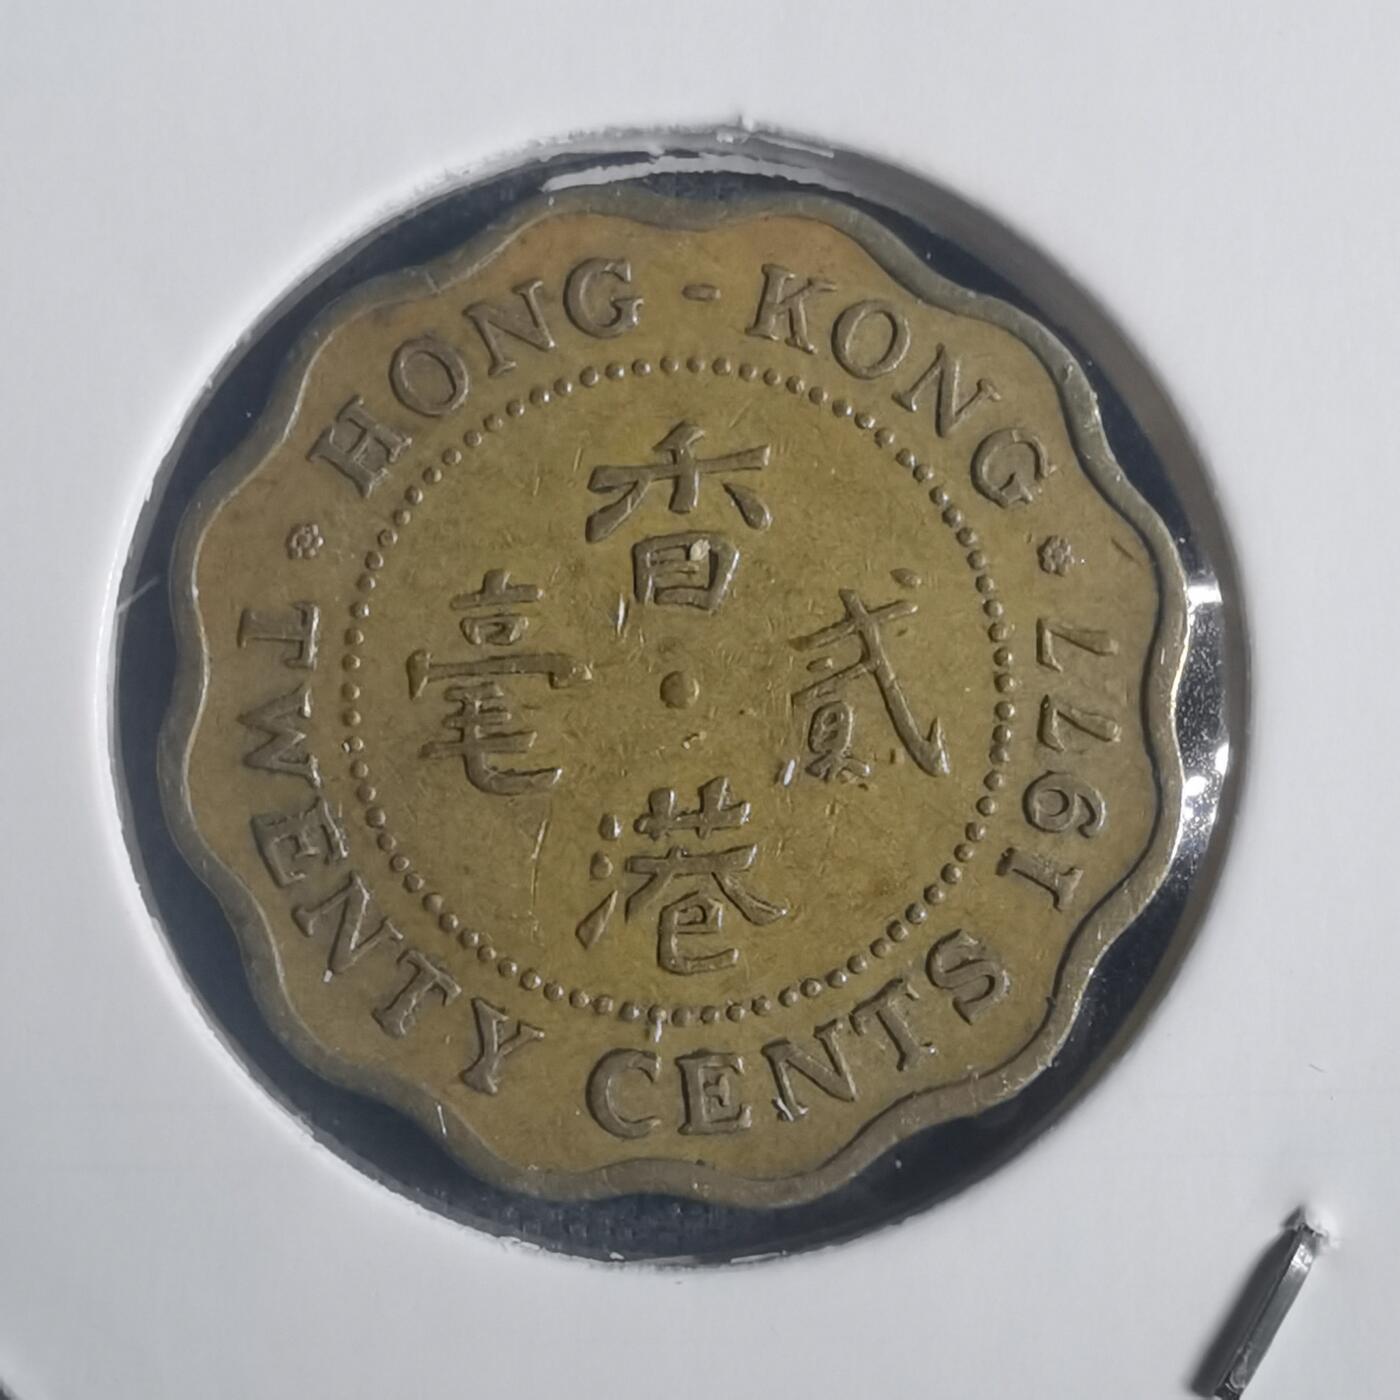 HONG - KONG
1977
TWENTY CENTS
香港
貳毫